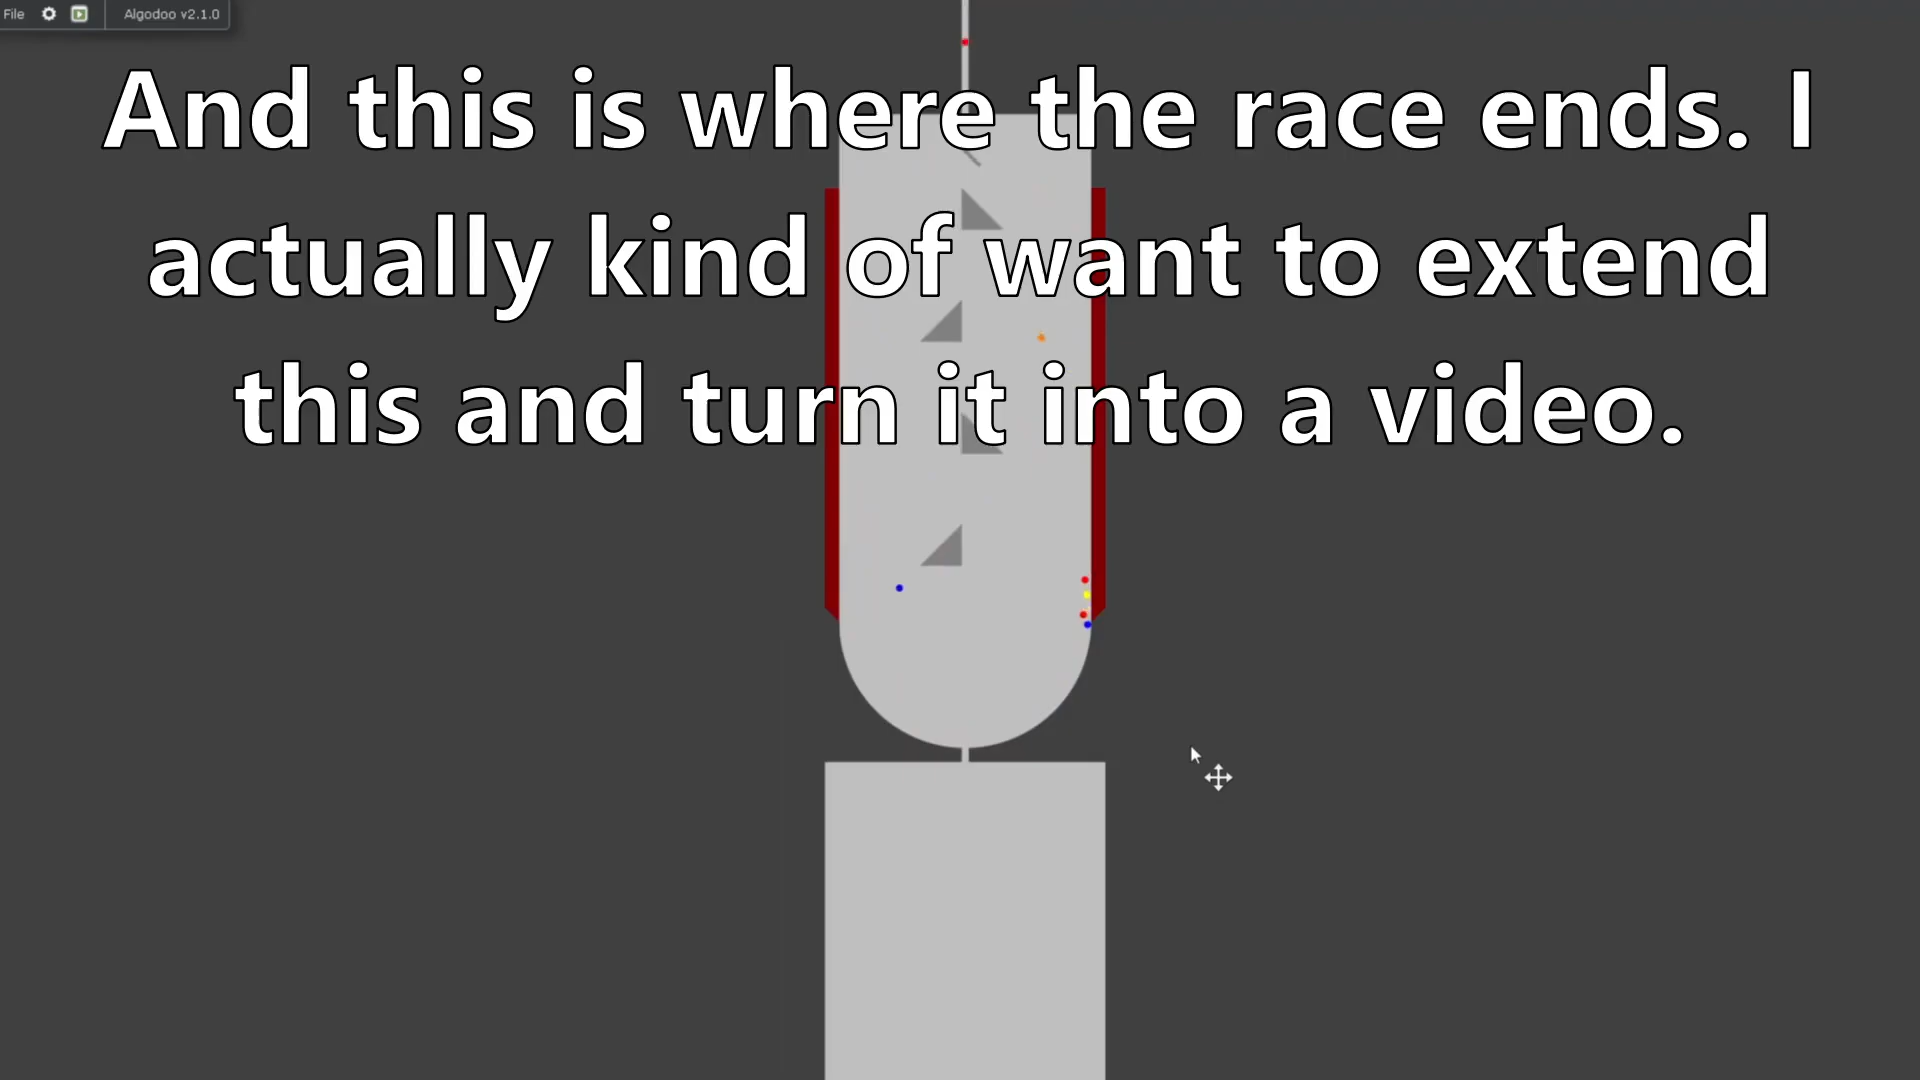 File
Algodoo v2.1.0
And this is where the race ends. I
actually kind of want to extend
this and turn it into a video.